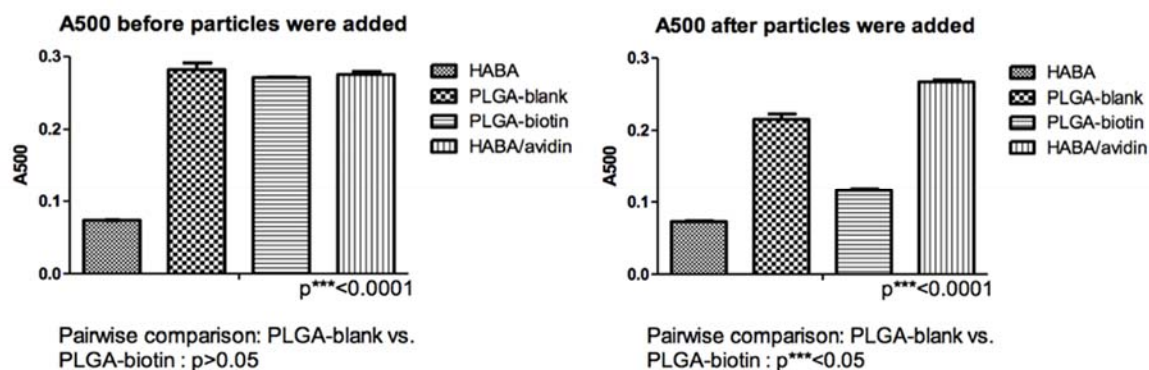 A500 before particles were added
A500
0.3
0.2
0.1
0.0
HABA
PLGA-blank
PLGA-biotin
HABA/avidin
p***<0.0001
Pairwise comparison: PLGA-blank vs.
PLGA-biotin : p>0.05
A500 after particles were added
A500
0.3
0.2
0.1
0.0
HABA
PLGA-blank
PLGA-biotin
HABA/avidin
p***<0.0001
Pairwise comparison: PLGA-blank vs.
PLGA-biotin : p***<0.05